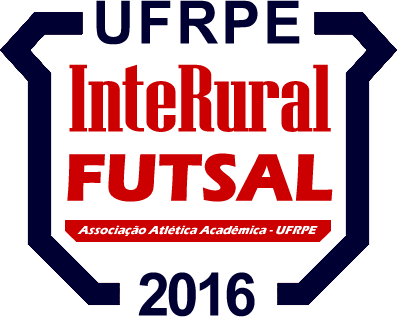 UFRPE
InteRural
FUTSAL
Associação Atlética Acadêmica - UFRPE
2016